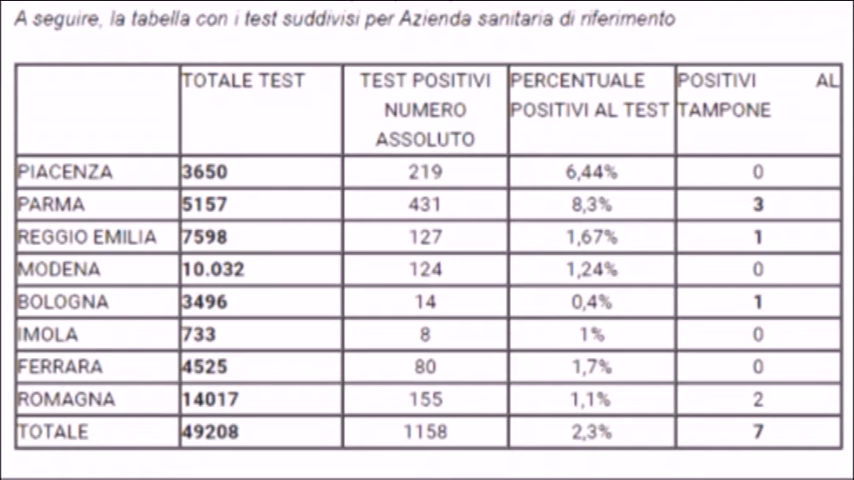 A seguire, la tabella con i test suddivisi per Azienda sanitaria di riferimento
TOTALE TEST TEST POSITIVI NUMERO ASSOLUTO PERCENTUALE POSITIVI AL TEST POSITIVI AL TAMPONE
PIACENZA 3650 219 6,44% 0
PARMA 5157 431 8,3% 3
REGGIO EMILIA 7598 127 1,67% 1
MODENA 10.032 124 1,24% 0
BOLOGNA 3496 14 0,4% 1
IMOLA 733 8 1% 0
FERRARA 4525 80 1,7% 0
ROMAGNA 14017 155 1,1% 2
TOTALE 49208 1158 2,3% 7